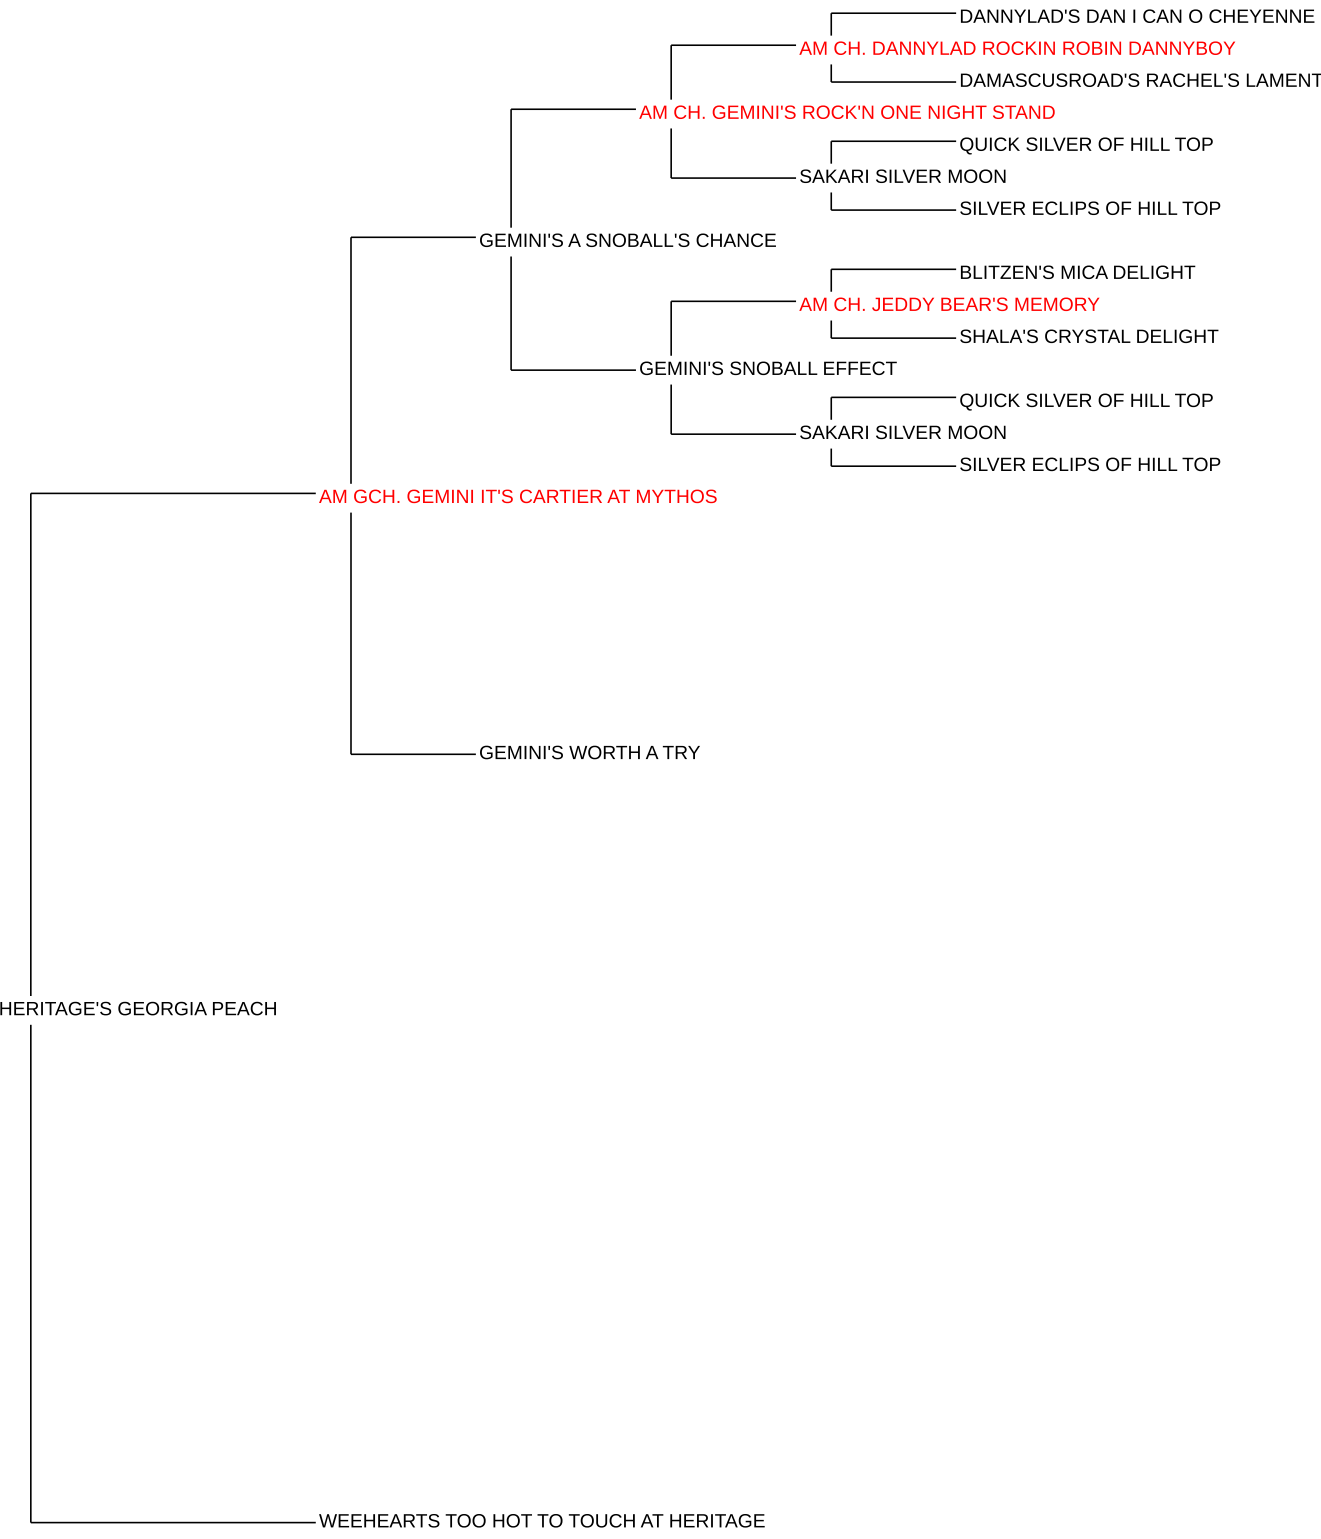 DANNYLAD'S DAN I CAN O CHEYENNE
AM CH. DANNYLAD ROCKIN ROBIN DANNYBOY
DAMASCUSROAD'S RACHEL'S LAMENT
AM CH. GEMINI'S ROCK'N ONE NIGHT STAND
QUICK SILVER OF HILL TOP
SAKARI SILVER MOON
SILVER ECLIPS OF HILL TOP
GEMINI'S A SNOBALL'S CHANCE
BLITZEN'S MICA DELIGHT
AM CH. JEDDY BEAR'S MEMORY
SHALA'S CRYSTAL DELIGHT
GEMINI'S SNOBALL EFFECT
QUICK SILVER OF HILL TOP
SAKARI SILVER MOON
SILVER ECLIPS OF HILL TOP
AM GCH. GEMINI IT'S CARTIER AT MYTHOS
GEMINI'S WORTH A TRY
HERITAGE'S GEORGIA PEACH
WEEHEARTS TOO HOT TO TOUCH AT HERITAGE